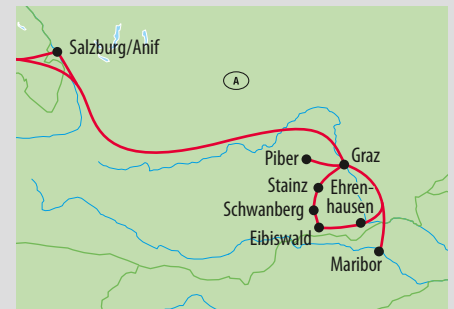 Salzburg/Anif
A
Piber
Graz
Stainz
Ehren-
hausen
Schwanberg
Eibiswald
Maribor